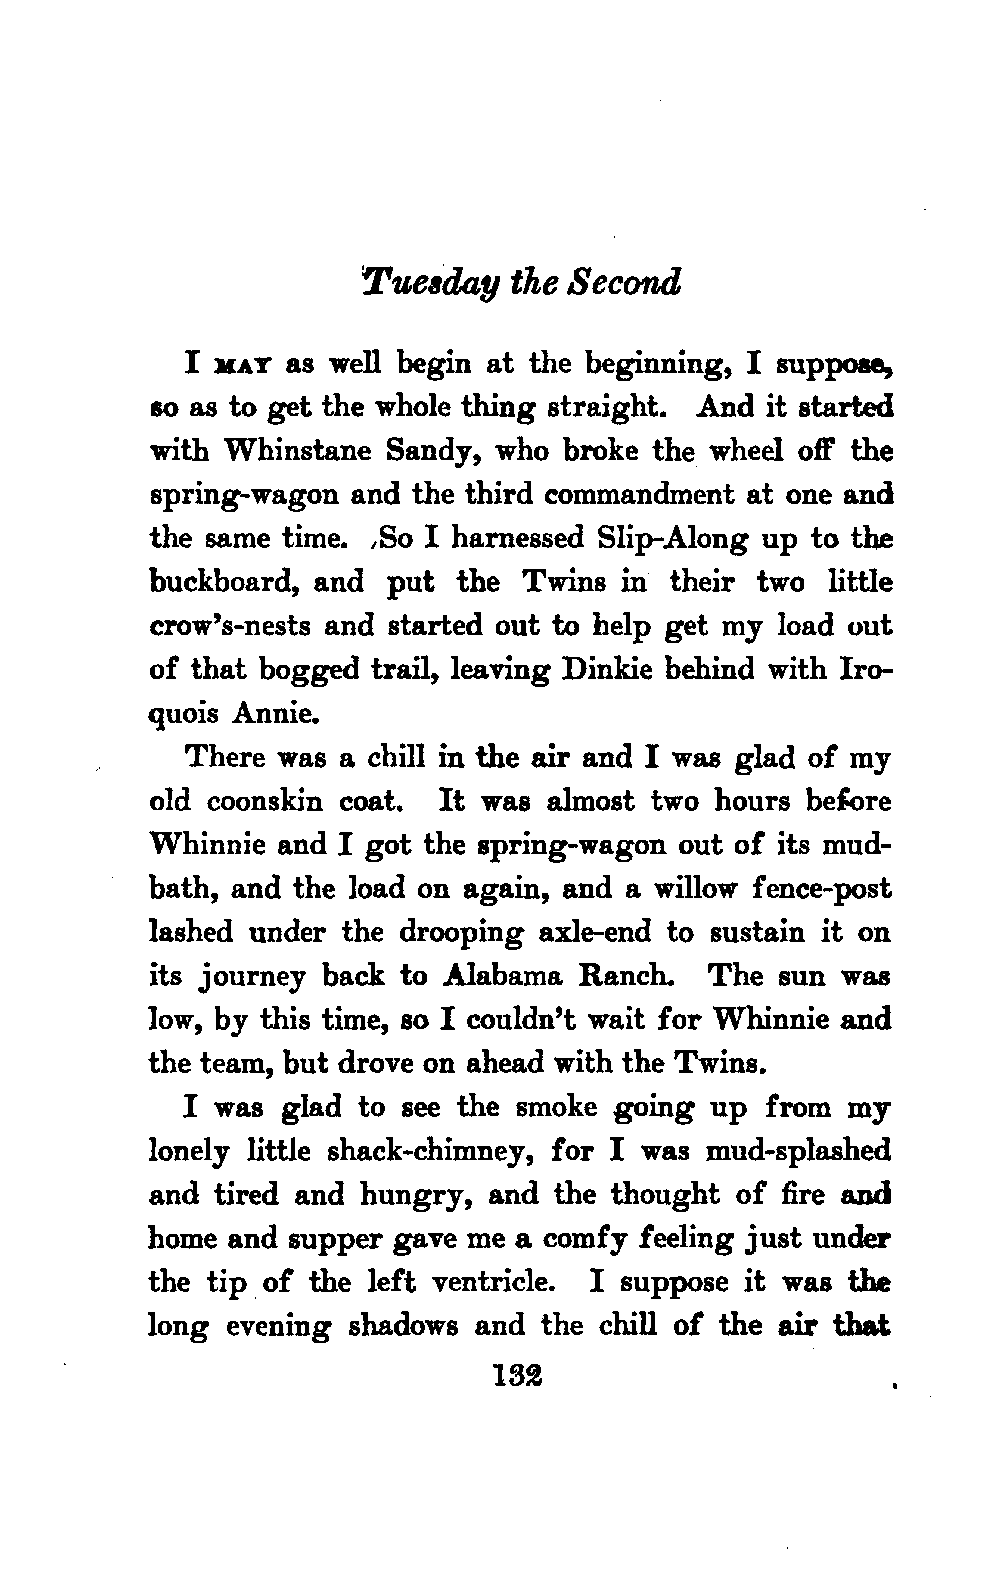 Tuesday the Second
I MAY as well begin at the beginning, I suppose,
so as to get the whole thing straight. And it started
with Whinstane Sandy, who broke the wheel off the
spring-wagon and the third commandment at one and
the same time. So I harnessed Slip-Along up to the
buckboard, and put the Twins in their two little
crow's-nests and started out to help get my load out
of that bogged trail, leaving Dinkie behind with Iro-
quois Annie.
There was a chill in the air and I was glad of my
old coonskin coat. It was almost two hours before
Whinnie and I got the spring-wagon out of its mud-
bath, and the load on again, and a willow fence-post
lashed under the drooping axle-end to sustain it on
its journey back to Alabama Ranch. The sun was
low, by this time, so I couldn't wait for Whinnie and
the team, but drove on ahead with the Twins.
I was glad to see the smoke going up from my
lonely little shack-chimney, for I was mud-splashed
and tired and hungry, and the thought of fire and
home and supper gave me a comfy feeling just under
the tip of the left ventricle. I suppose it was the
long evening shadows and the chill of the air that
132